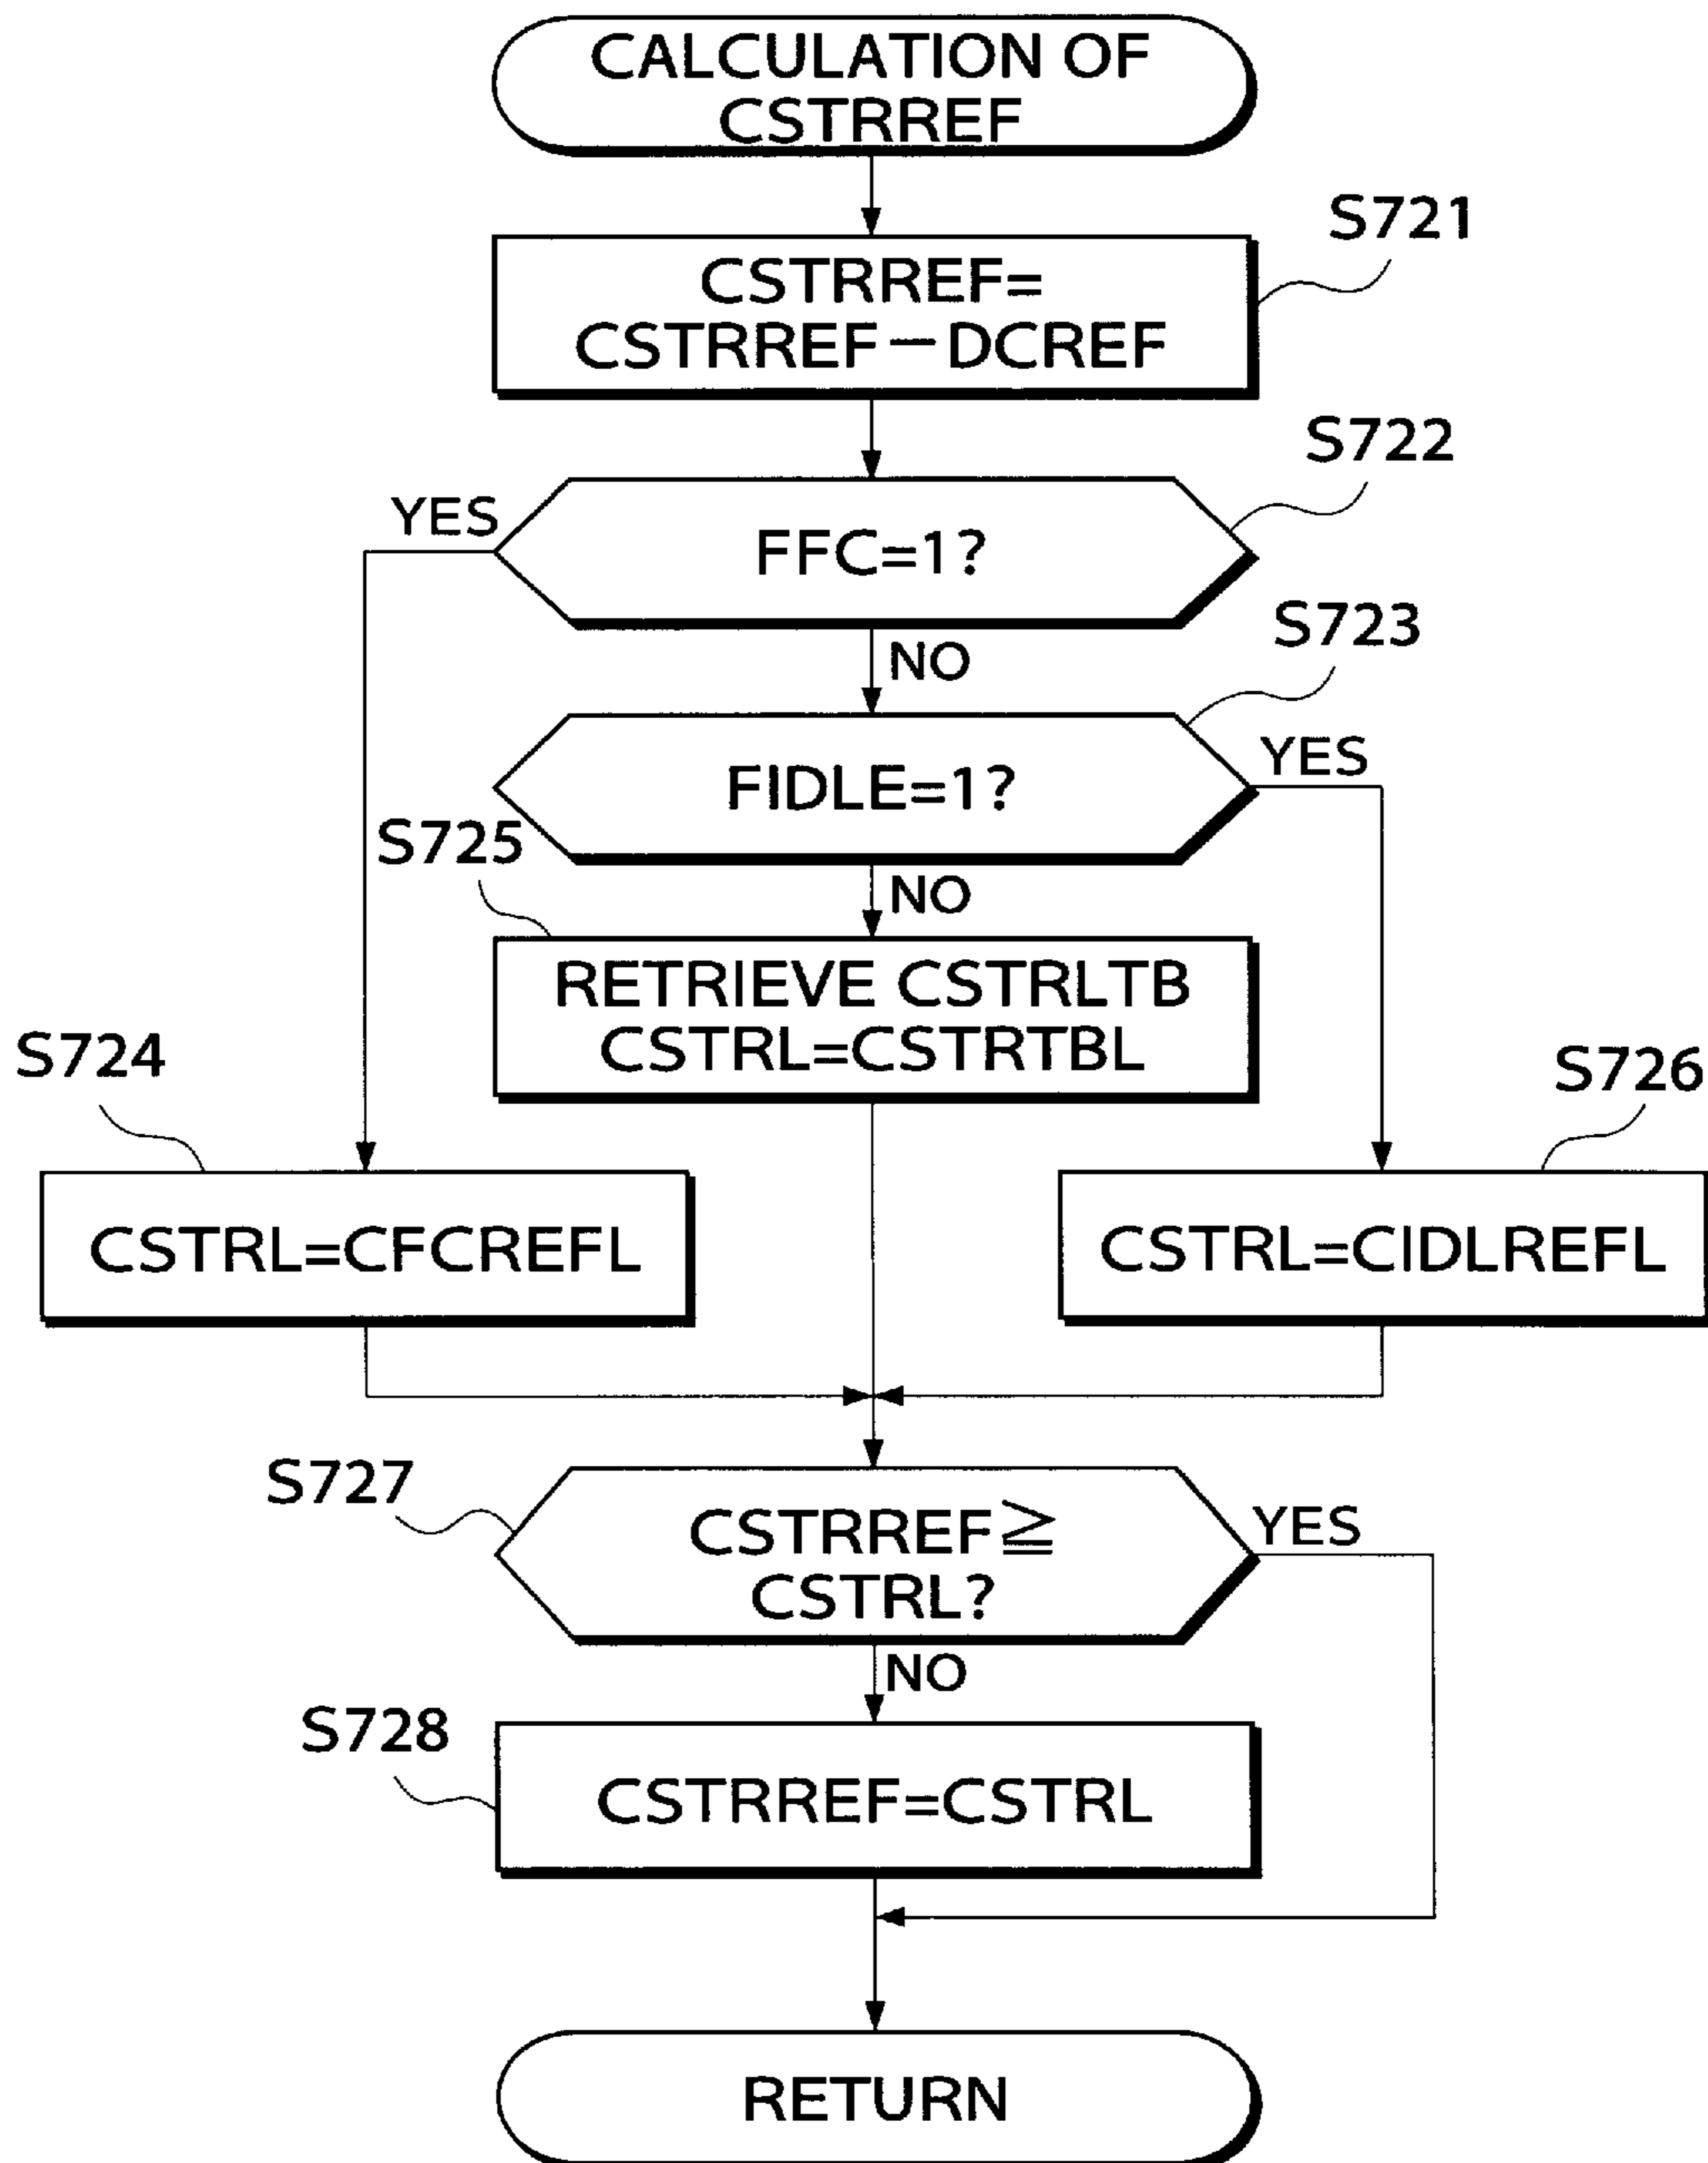 CALCULATION OF
CSTRREF
S721
CSTRREF=
CSTRREF－DCREF
S722
YES
FFC=1?
NO
S723
FIDLE=1?
YES
S725
NO
RETRIEVE CSTRLTB
CSTRL=CSTRTBL
S724
S726
CSTRL=CFCREFL
CSTRL=CIDLREFL
S727
CSTRREF≧
CSTRL?
YES
NO
S728
CSTRREF=CSTRL
RETURN